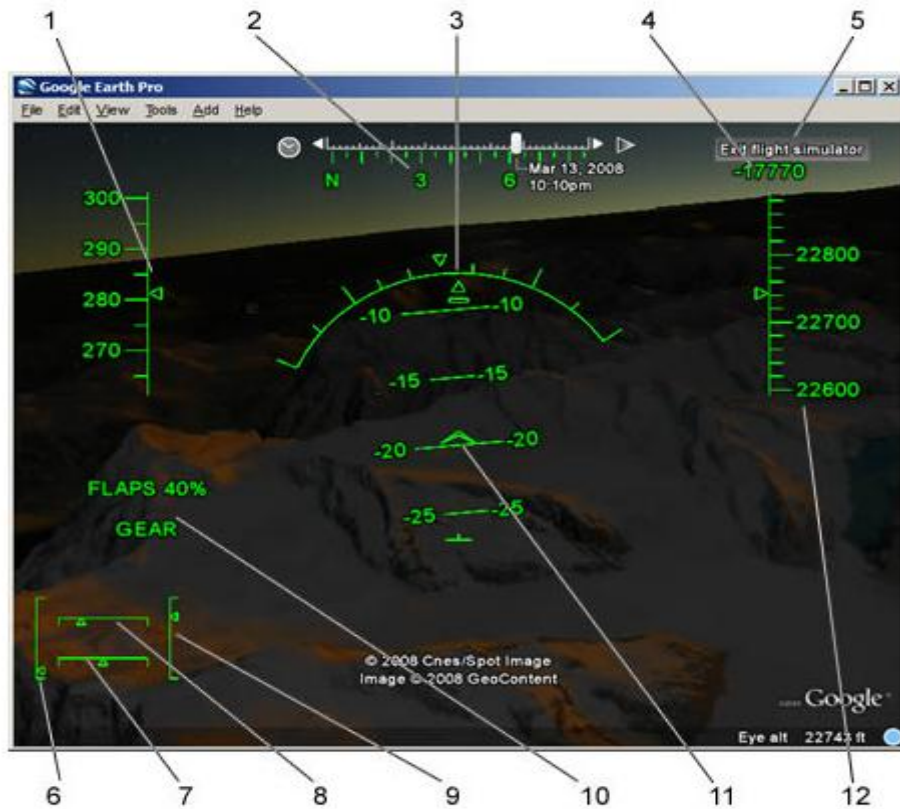 1 2 3 4 5
Google Earth Pro
File Edit View Tools Add Help
Exit flight simulator
-17770
Mar 13, 2008
10:10pm
N 3 6
300
290
280
270
22800
22700
22600
-10 -10
-15 -15
-20 -20
-25 -25
FLAPS 40%
GEAR
© 2008 Cnes/Spot Image
Image © 2008 GeoContent
Google
Eye alt 22743 ft
6 7 8 9 10 11 12